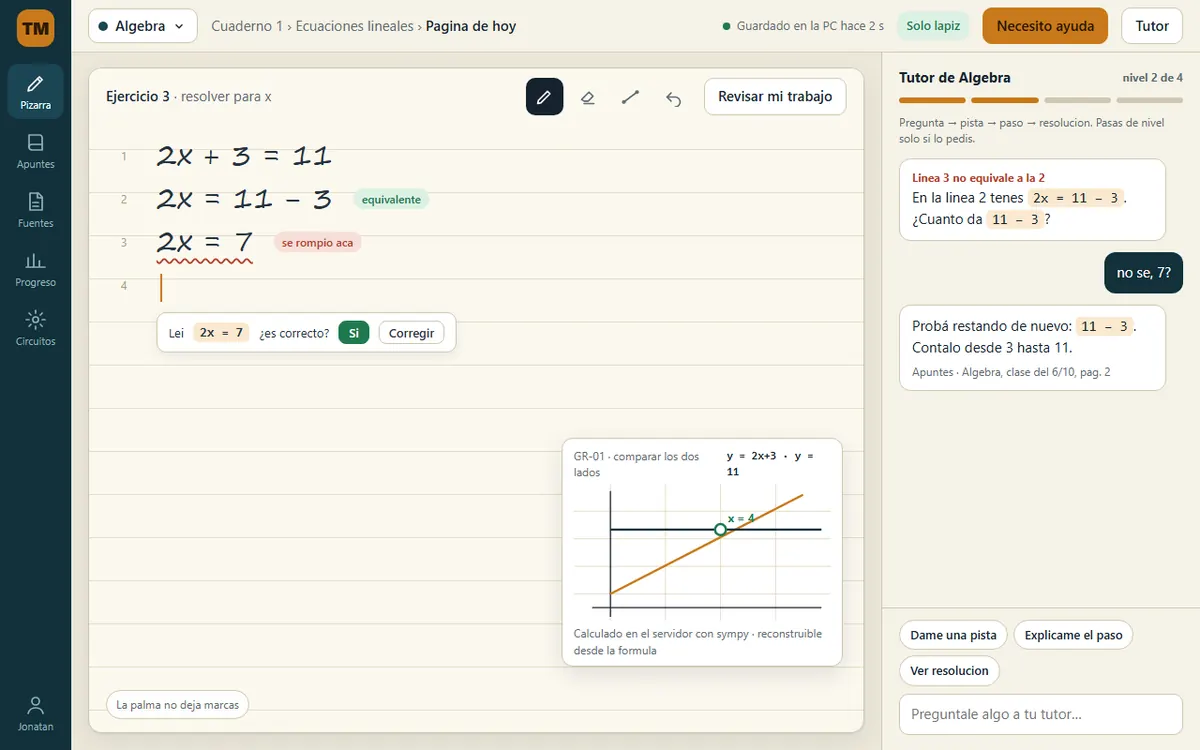 TM
Algebra
Cuaderno 1 › Ecuaciones lineales › Pagina de hoy
Guardado en la PC hace 2 s
Solo lapiz
Necesito ayuda
Tutor
Pizarra
Apuntes
Fuentes
Progreso
Circuitos
Jonatan
Ejercicio 3 · resolver para x
Revisar mi trabajo
1 2x + 3 = 11
2 2x = 11 – 3 equivalente
3 2x = 7 se rompio aca
4
Lei 2x = 7 ¿es correcto? Si Corregir
GR-01 · comparar los dos
lados
y = 2x+3 · y =
11
x = 4
Calculado en el servidor con sympy · reconstruible
desde la formula
La palma no deja marcas
Tutor de Algebra
nivel 2 de 4
Pregunta → pista → paso → resolucion. Pasas de nivel
solo si lo pedis.
Linea 3 no equivale a la 2
En la linea 2 tenes 2x = 11 – 3.
¿Cuanto da 11 – 3?
no se, 7?
Probá restando de nuevo: 11 – 3.
Contalo desde 3 hasta 11.
Apuntes · Algebra, clase del 6/10, pag. 2
Dame una pista
Explicame el paso
Ver resolucion
Preguntale algo a tu tutor...